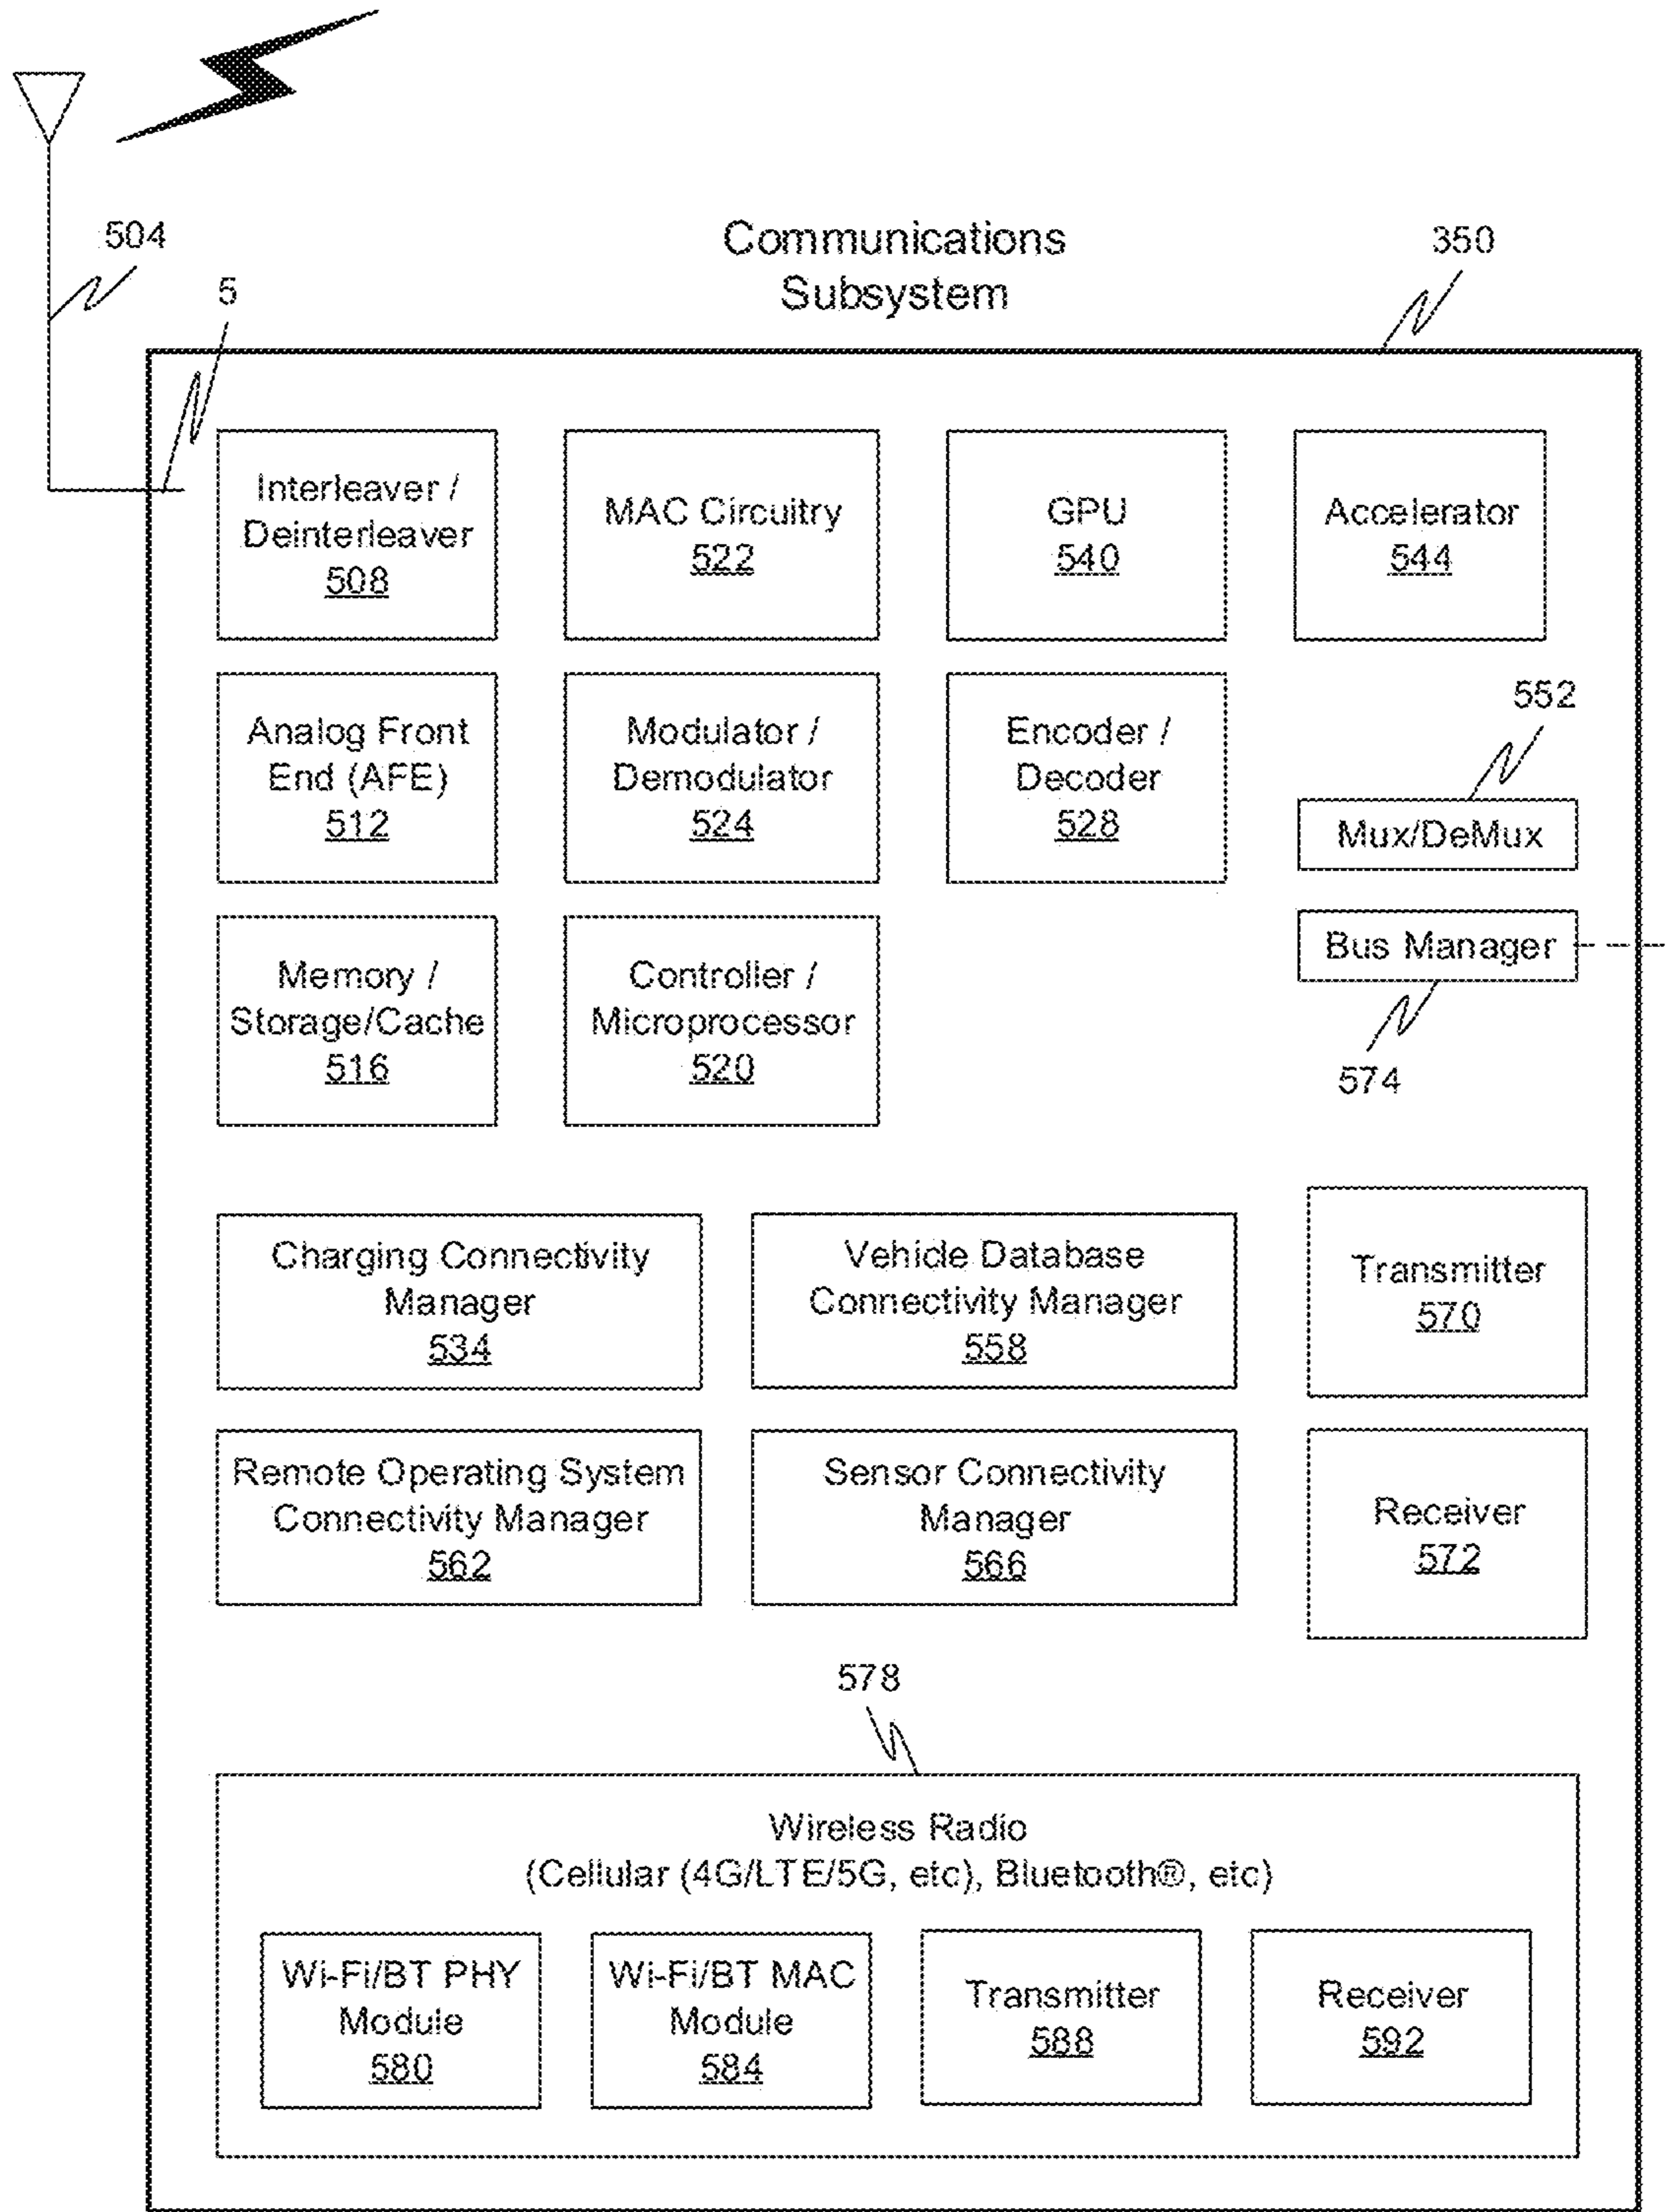 504
5
Communications
Subsystem
350
Interleaver /
Deinterleaver
508
MAC Circuitry
522
GPU
540
Accelerator
544
Analog Front
End (AFE)
512
Modulator /
Demodulator
524
Encoder /
Decoder
528
552
Mux/DeMux
Bus Manager
574
Memory /
Storage/Cache
516
Controller /
Microprocessor
520
Charging Connectivity
Manager
534
Vehicle Database
Connectivity Manager
558
Transmitter
570
Remote Operating System
Connectivity Manager
562
Sensor Connectivity
Manager
566
Receiver
572
578
Wireless Radio
(Cellular (4G/LTE/5G, etc), Bluetooth®, etc)
Wi-Fi/BT PHY
Module
580
Wi-Fi/BT MAC
Module
584
Transmitter
588
Receiver
592